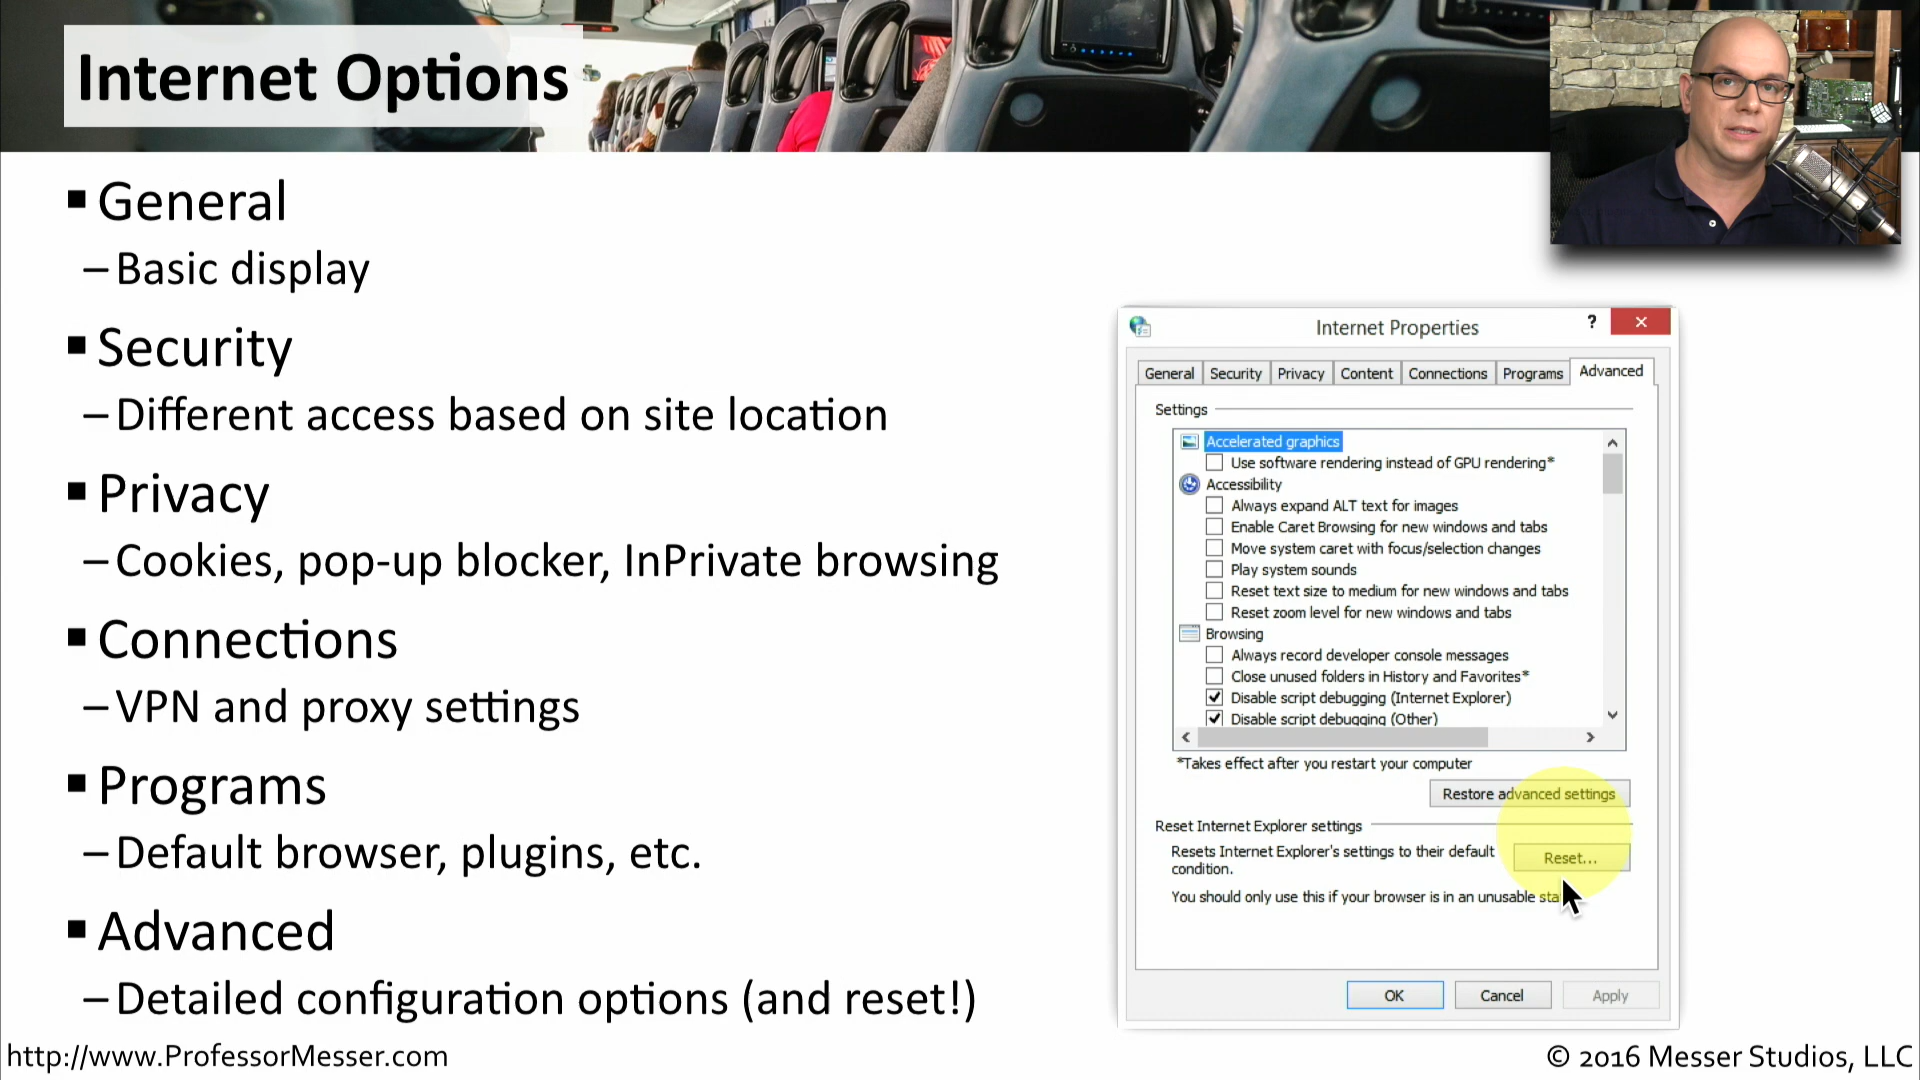 Internet Options
▪ General
– Basic display
▪ Security
– Different access based on site location
▪ Privacy
– Cookies, pop-up blocker, InPrivate browsing
▪ Connections
– VPN and proxy settings
▪ Programs
– Default browser, plugins, etc.
▪ Advanced
– Detailed configuration options (and reset!)
Internet Properties
?
General Security Privacy Content Connections Programs Advanced
Settings
Accelerated graphics
Use software rendering instead of GPU rendering*
Accessibility
Always expand ALT text for images
Enable Caret Browsing for new windows and tabs
Move system caret with focus/selection changes
Play system sounds
Reset text size to medium for new windows and tabs
Reset zoom level for new windows and tabs
Browsing
Always record developer console messages
Close unused folders in History and Favorites*
Disable script debugging (Internet Explorer)
Disable script debugging (Other)
*Takes effect after you restart your computer
Restore advanced settings
Reset Internet Explorer settings
Resets Internet Explorer's settings to their default
condition.
Reset...
You should only use this if your browser is in an unusable
OK Cancel Apply
http://www.ProfessorMesser.com
© 2016 Messer Studios, LLC